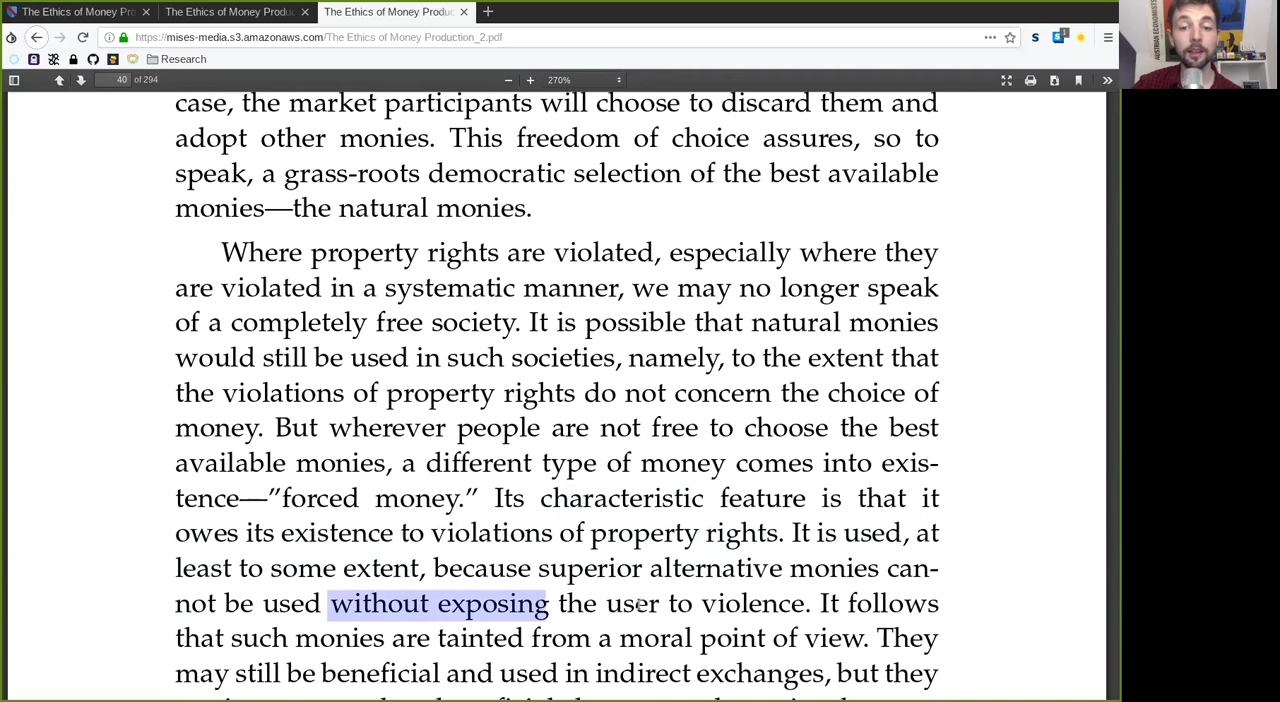 The Ethics of Money Pro
The Ethics of Money Produc
The Ethics of Money Produc
https://mises-media.s3.amazonaws.com/The Ethics of Money Production_2.pdf
Research
40 of 294
270%
AUSTRIAN ECONOMISTS
case, the market participants will choose to discard them and
adopt other monies. This freedom of choice assures, so to
speak, a grass-roots democratic selection of the best available
monies—the natural monies.
Where property rights are violated, especially where they
are violated in a systematic manner, we may no longer speak
of a completely free society. It is possible that natural monies
would still be used in such societies, namely, to the extent that
the violations of property rights do not concern the choice of
money. But wherever people are not free to choose the best
available monies, a different type of money comes into exis-
tence—”forced money.” Its characteristic feature is that it
owes its existence to violations of property rights. It is used, at
least to some extent, because superior alternative monies can-
not be used without exposing the user to violence. It follows
that such monies are tainted from a moral point of view. They
may still be beneficial and used in indirect exchanges, but they